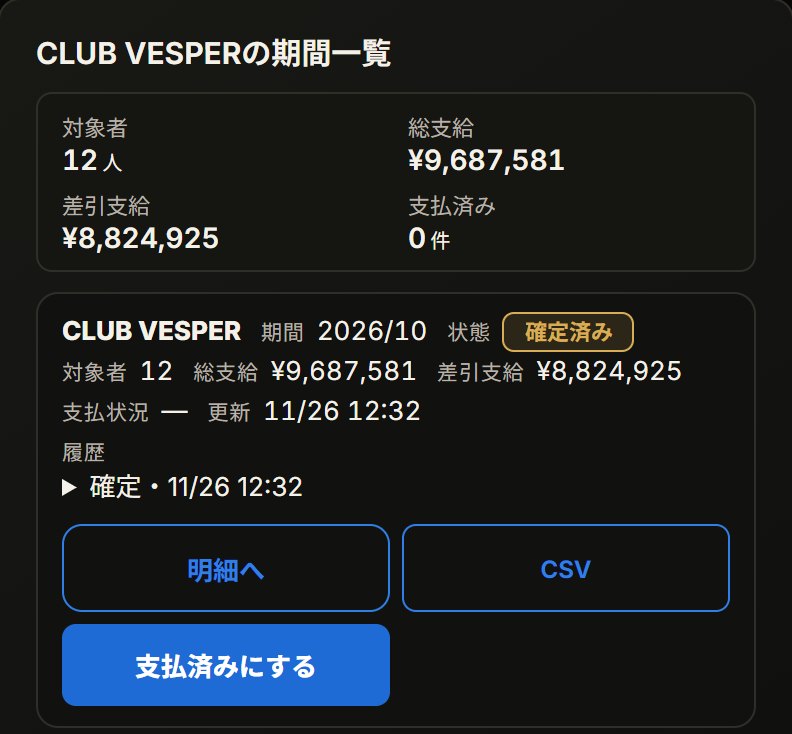 CLUB VESPERの期間一覧
対象者 総支給
12人 ¥9,687,581
差引支給 支払済み
¥8,824,925 0件
CLUB VESPER 期間 2026/10 状態 確定済み
対象者 12 総支給 ¥9,687,581 差引支給 ¥8,824,925
支払状況 — 更新 11/26 12:32
履歴
▶ 確定・11/26 12:32
明細へ CSV
支払済みにする